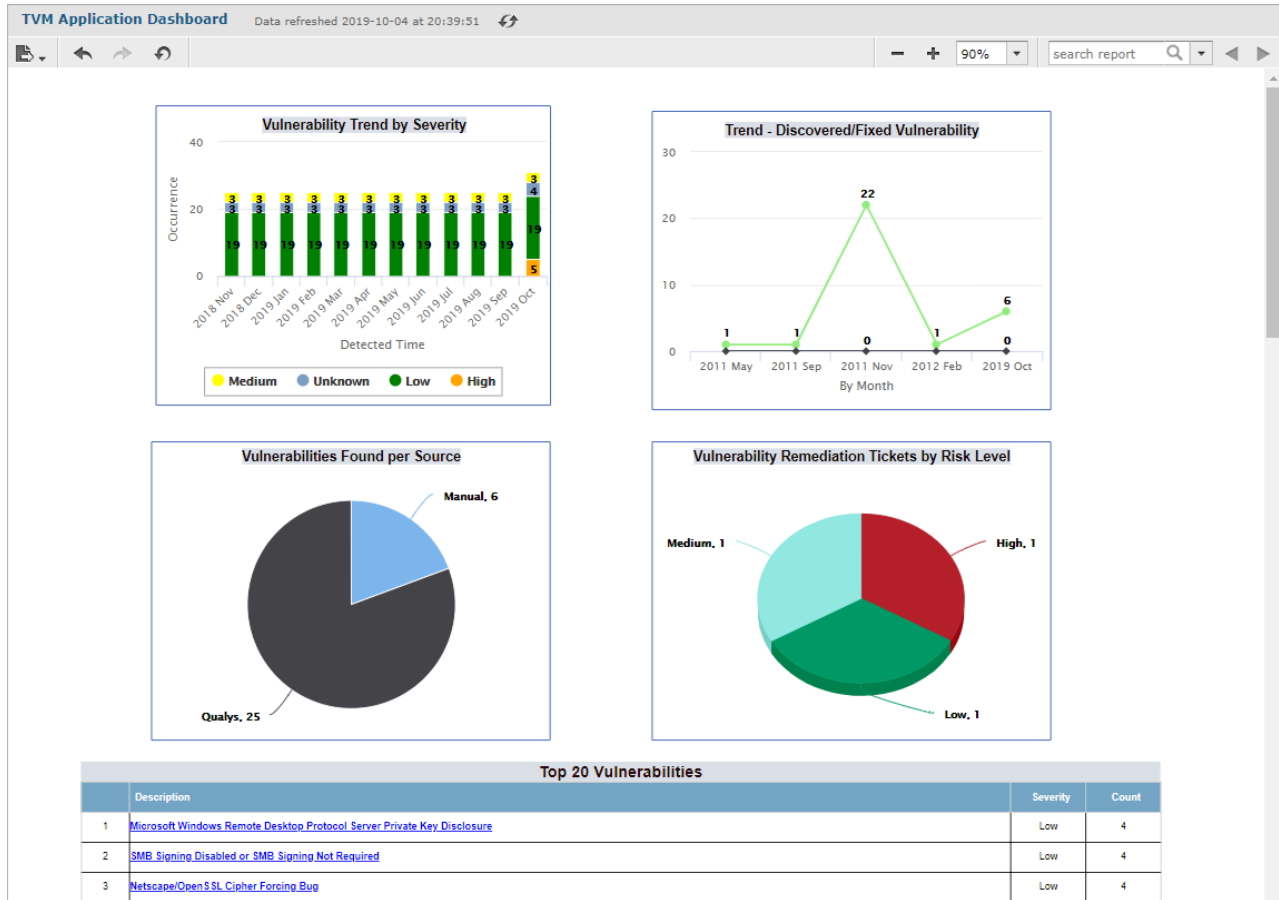 TVM Application Dashboard Data refreshed 2019-10-04 at 20:39:51
90% search report
Vulnerability Trend by Severity
40
20
0
Occurrence
3 3 3 3 3 3 3 3 3 3 3 3
3 3 3 3 3 3 3 3 3 3 3 4
19 19 19 19 19 19 19 19 19 19 19 19
5
2018 Nov 2018 Dec 2019 Jan 2019 Feb 2019 Mar 2019 Apr 2019 May 2019 Jun 2019 Jul 2019 Aug 2019 Sep 2019 Oct
Detected Time
Medium Unknown Low High
Trend - Discovered/Fixed Vulnerability
30
20
10
0
1 1 22 1 6
0 0
2011 May 2011 Sep 2011 Nov 2012 Feb 2019 Oct
By Month
Vulnerabilities Found per Source
Manual, 6
Qualys, 25
Vulnerability Remediation Tickets by Risk Level
Medium, 1
High, 1
Low, 1
Top 20 Vulnerabilities
Description Severity Count
1 Microsoft Windows Remote Desktop Protocol Server Private Key Disclosure Low 4
2 SMB Signing Disabled or SMB Signing Not Required Low 4
3 Netscape/OpenSSL Cipher Forcing Bug Low 4